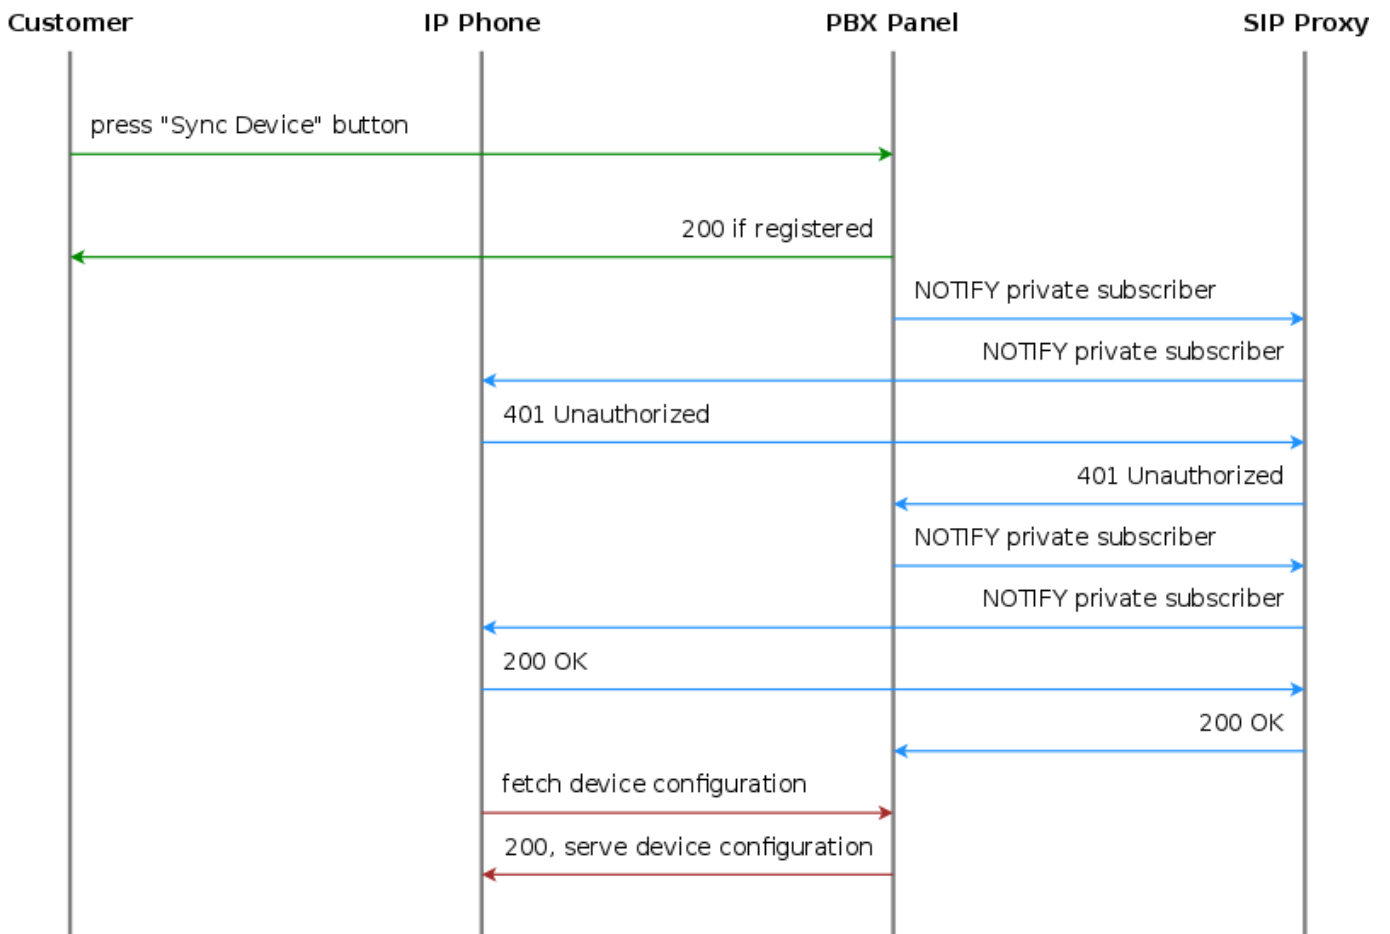 Customer IP Phone PBX Panel SIP Proxy
press "Sync Device" button
200 if registered
NOTIFY private subscriber
NOTIFY private subscriber
401 Unauthorized
401 Unauthorized
NOTIFY private subscriber
NOTIFY private subscriber
200 OK
200 OK
fetch device configuration
200, serve device configuration